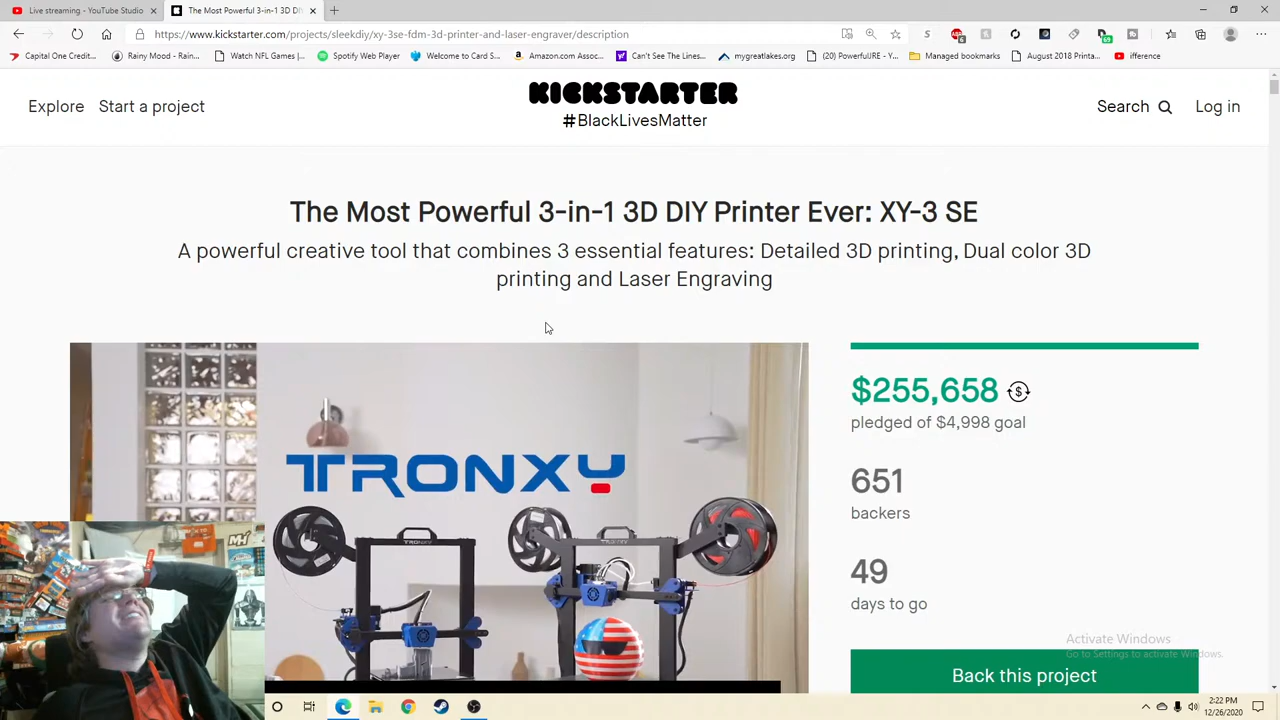 Live streaming - YouTube Studio
The Most Powerful 3-in-1 3D DI
https://www.kickstarter.com/projects/sleekdiy/xy-3se-fdm-3d-printer-and-laser-engraver/description
Capital One Credit...
Rainy Mood - Rain...
Watch LFL Games |...
Spotify Web Player
Welcome to Card S...
Amazon.com Assoc...
Can't See The Lines...
mygreatlakes.org
(20) PowerfulRE - Y...
Managed bookmarks
August 2018 Printa...
ifference
Explore
Start a project
KICKSTARTER
#BlackLivesMatter
Search
Log in
The Most Powerful 3-in-1 3D DIY Printer Ever: XY-3 SE
A powerful creative tool that combines 3 essential features: Detailed 3D printing, Dual color 3D
printing and Laser Engraving
TRONXY
$255,658
pledged of $4,998 goal
651
backers
49
days to go
Activate Windows
Go to Settings to activate Windows.
Back this project
2:22 PM
12/26/2020